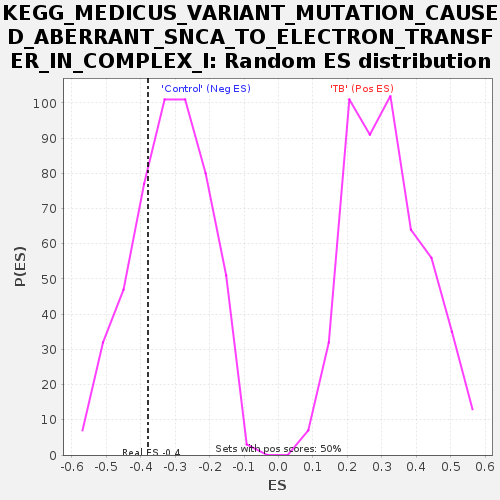 KEGG_MEDICUS_VARIANT_MUTATION_CAUSE
D_ABERRANT_SNCA_TO_ELECTRON_TRANSF
ER_IN_COMPLEX_I: Random ES distribution
'Control' (Neg ES)
'TB' (Pos ES)
100
90
80
70
60
50
40
30
20
10
0
P(ES)
Real ES -0.4
Sets with pos scores: 50%
-0.6 -0.5 -0.4 -0.3 -0.2 -0.1 0.0 0.1 0.2 0.3 0.4 0.5 0.6
ES